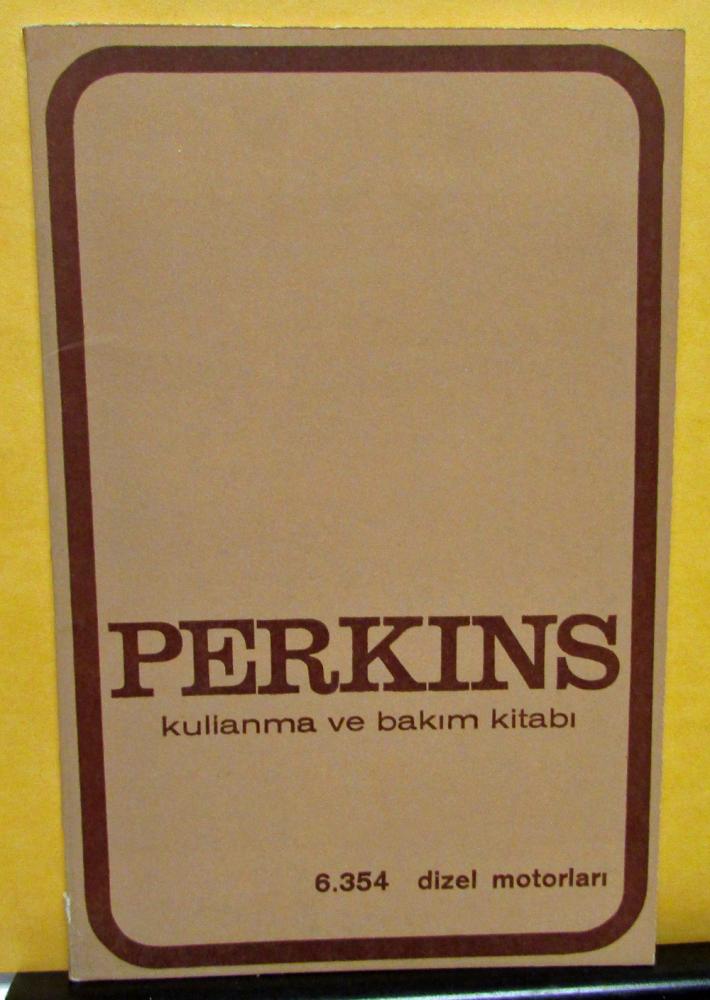 PERKINS
kullanma ve bakım kitabı
6.354 dizel motorları